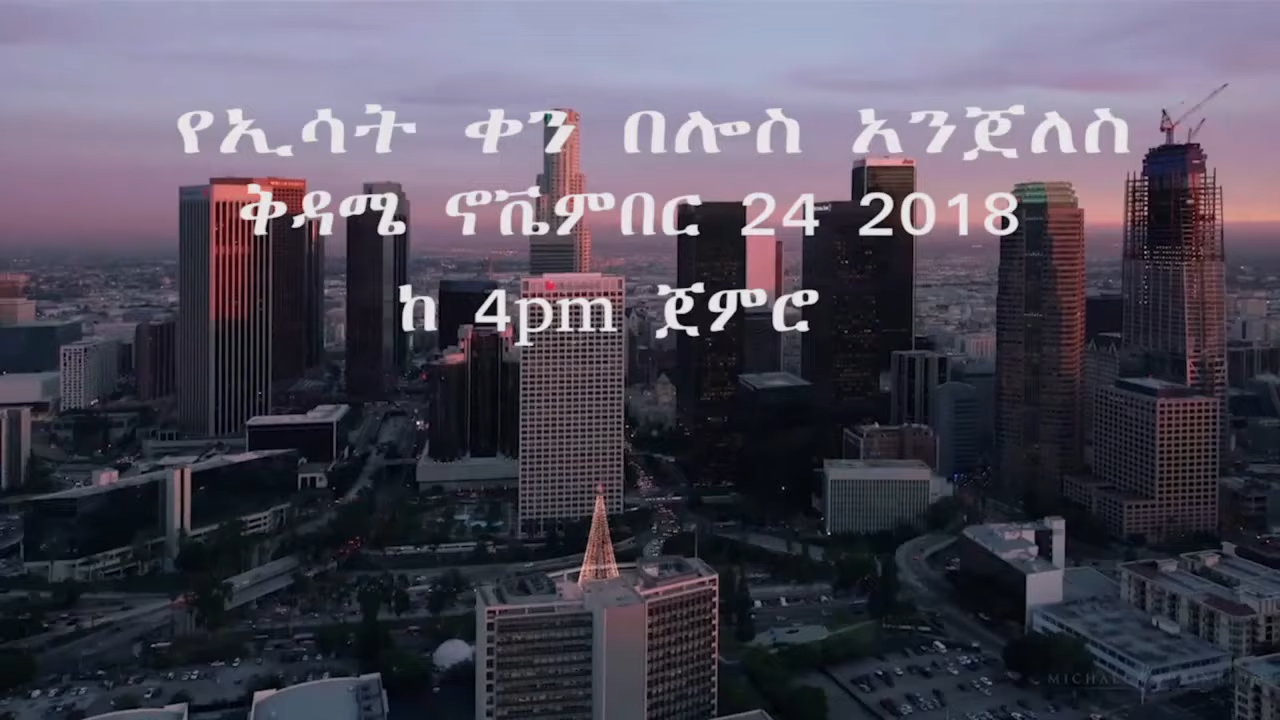 የኢሳት ቀን በሎስ አንጀለስ
ቅዳሜ ኖቬምበር 24 2018
ከ 4pm ጀምሮ